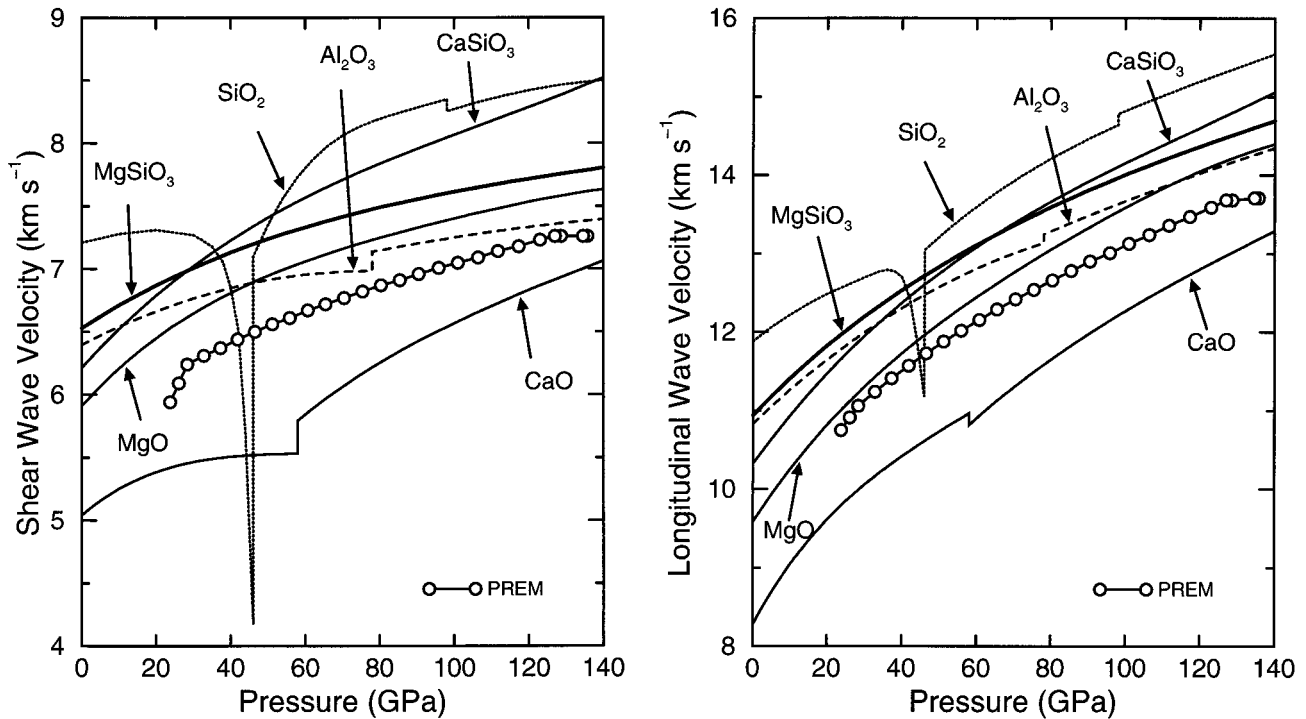 Shear Wave Velocity (km s⁻¹)
9
8
7
6
5
4
CaSiO₃
Al₂O₃
SiO₂
MgSiO₃
MgO
CaO
PREM
0 20 40 60 80 100 120 140
Pressure (GPa)
Longitudinal Wave Velocity (km s⁻¹)
16
14
12
10
8
CaSiO₃
Al₂O₃
SiO₂
MgSiO₃
MgO
CaO
PREM
0 20 40 60 80 100 120 140
Pressure (GPa)